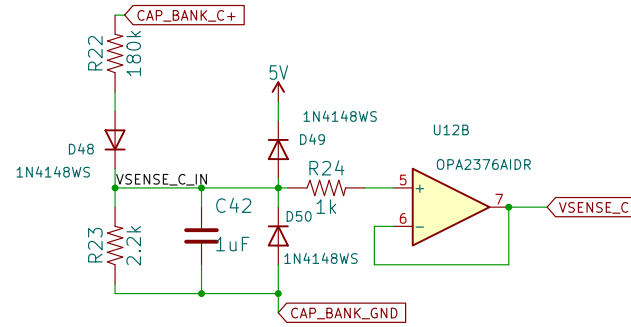 CAP_BANK_C+
R22
180k
5V
1N4148WS
D49
U12B
D48
1N4148WS
OPA2376AIDR
VSENSE_C_IN
R24
5
+
7
1k
C42
D50
6
−
VSENSE_C
R23
2.2k
1uF
1N4148WS
CAP_BANK_GND